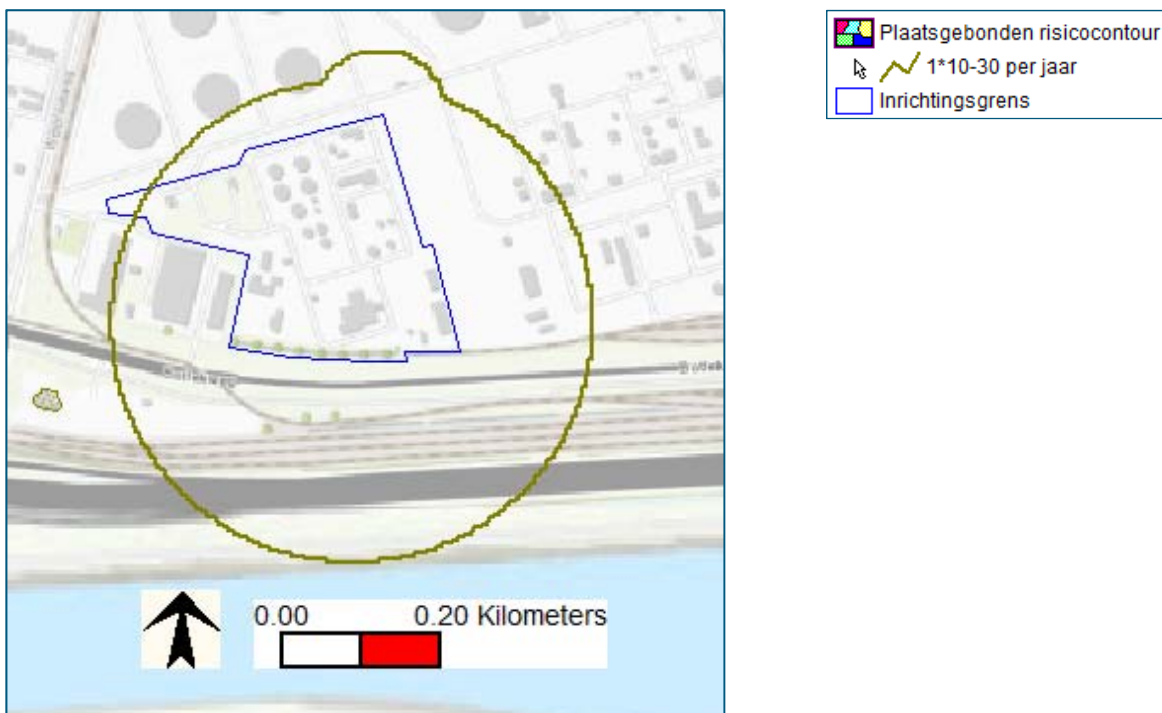 Plaatsgebonden risicocontour
1*10-30 per jaar
Inrichtingsgrens
0.00 0.20 Kilometers